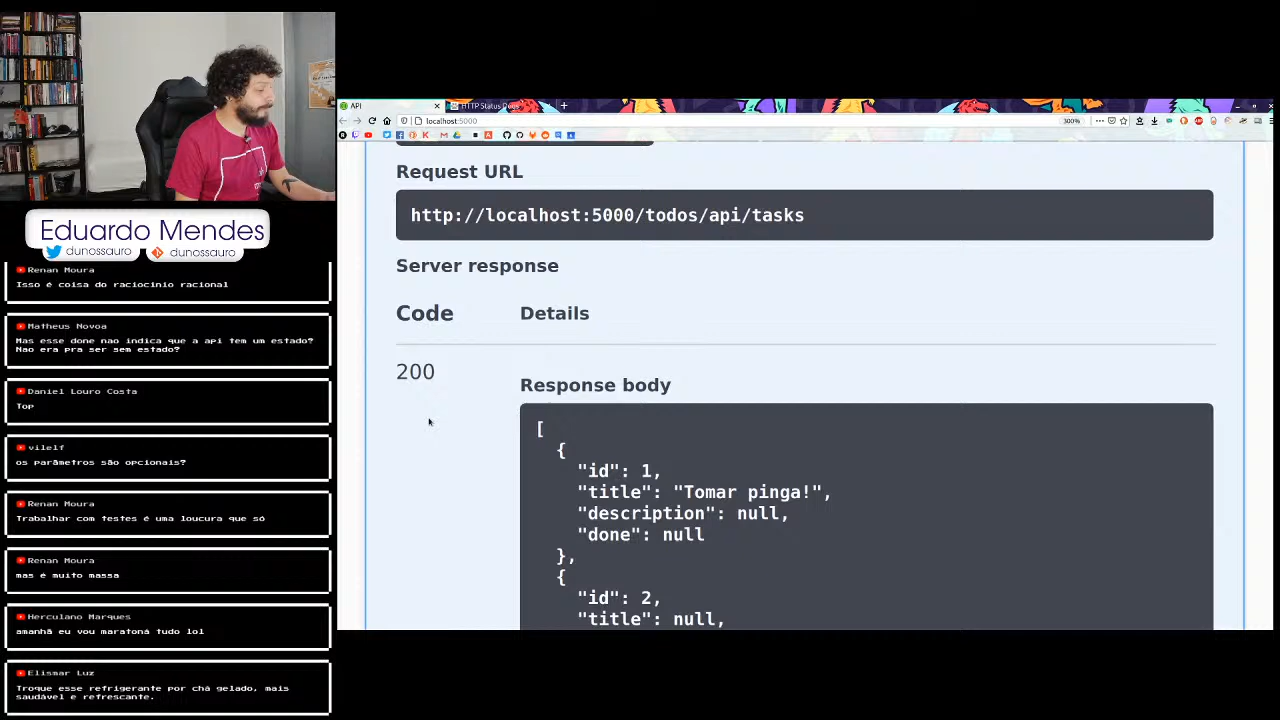 Eduardo Mendes
dunossauro
dunossauro
Renan Moura
Isso é coisa do raciocinio racional
Matheus Novoa
Mas esse done nao indica que a api tem um estado?
Nao era pra ser sem estado?
Daniel Louro Costa
Top
vilelf
os parâmetros são opcionais?
Renan Moura
Trabalhar com testes é uma loucura que só
Renan Moura
mas é muito massa
Herculano Marques
amanhã eu vou maratoná tudo lol
Elismar Luz
Troque esse refrigerante por chá gelado, mais
saudável e refrescante.
API
HTTP Status Dogs
localhost:5000
300%
Request URL
http://localhost:5000/todos/api/tasks
Server response
Code
Details
200
Response body
[
{
"id": 1,
"title": "Tomar pinga!",
"description": null,
"done": null
},
{
"id": 2,
"title": null,